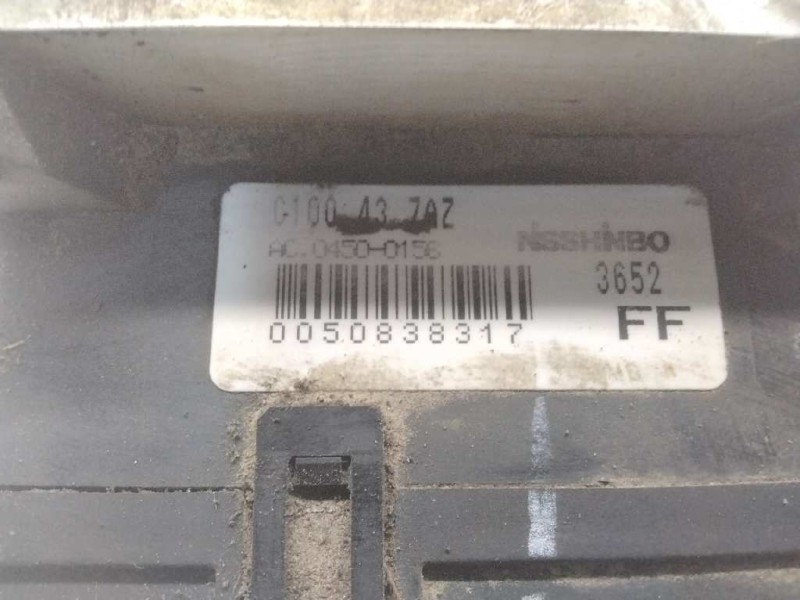 C100 43 7AZ
NISSHINBO
AC.0450-0156
3652
0050838317
FF